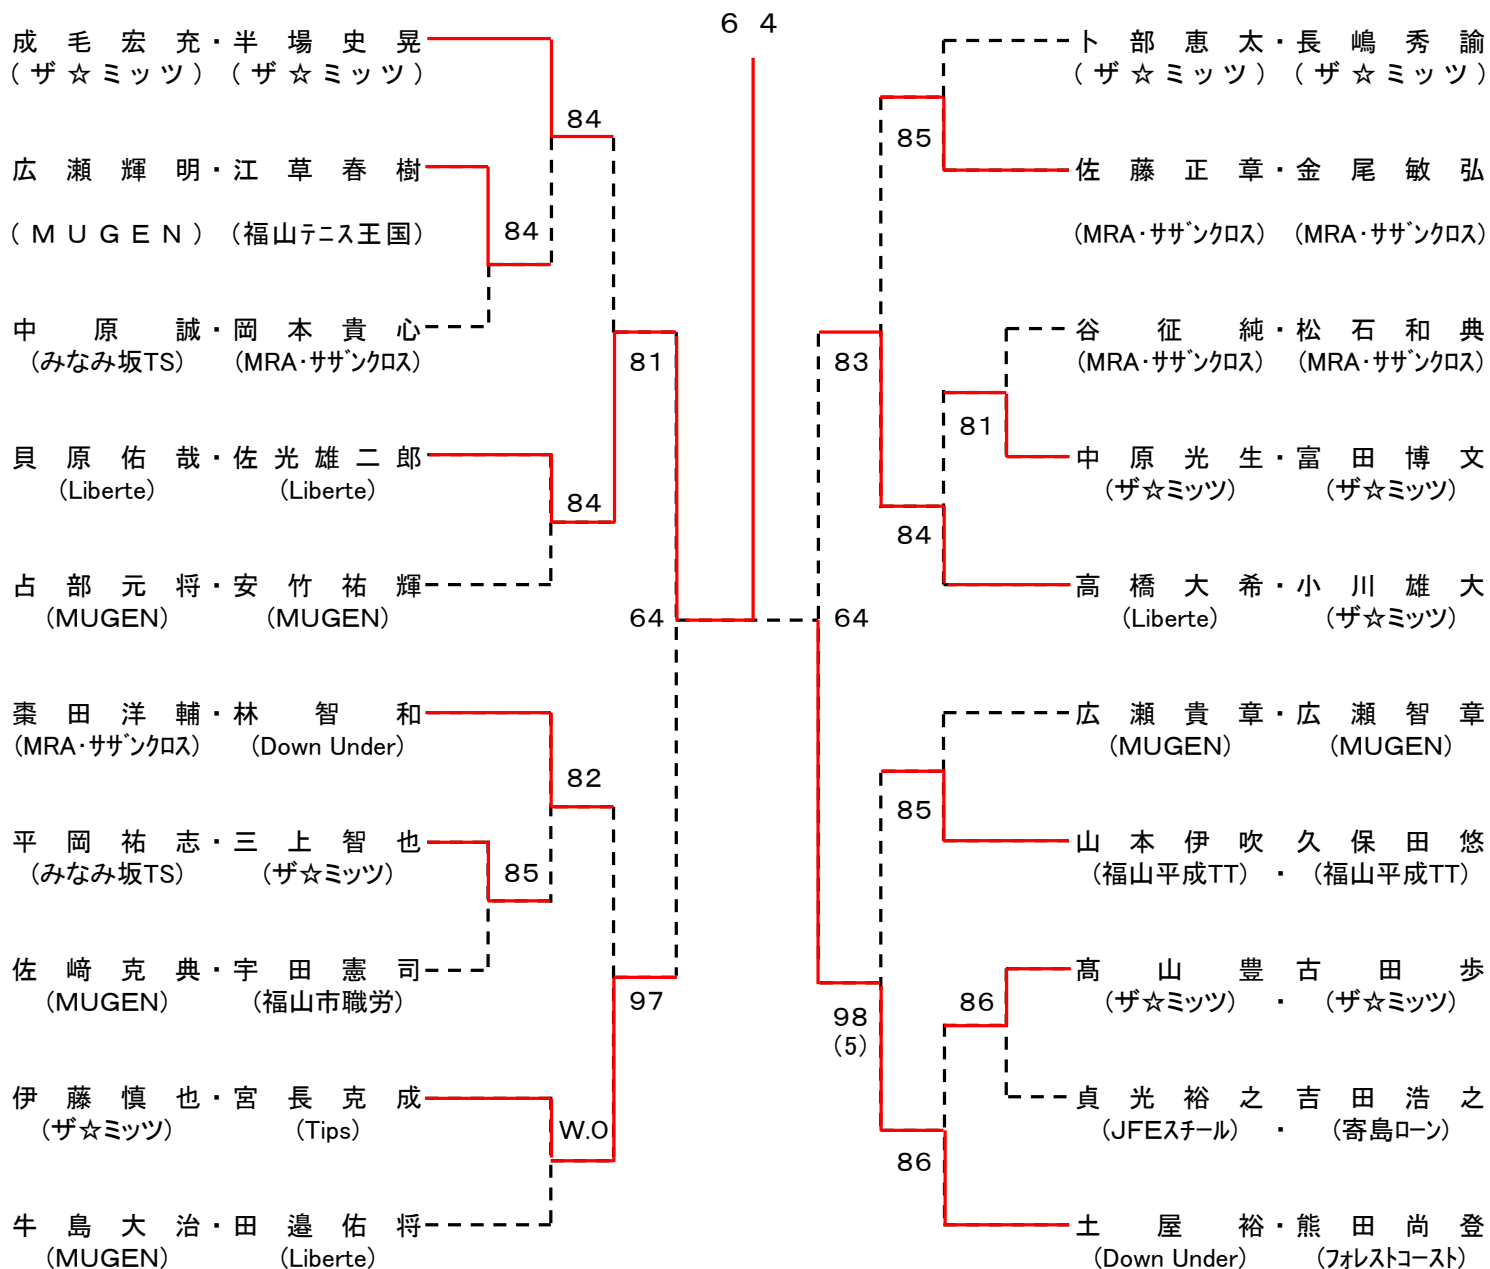 ６ ４
成毛宏充・半場史晃
(ザ☆ミッツ) (ザ☆ミッツ)
84
広瀬輝明・江草春樹
(ＭＵＧＥＮ) (福山ﾃﾆｽ王国)
84
中原誠・岡本貴心
(みなみ坂TS) (MRA･ｻｻﾞﾝｸﾛｽ)
81
貝原佑哉・佐光雄二郎
(Liberte) (Liberte)
84
占部元将・安竹祐輝
(MUGEN) (MUGEN)
64
棗田洋輔・林智和
(MRA･ｻｻﾞﾝｸﾛｽ) (Down Under)
82
平岡祐志・三上智也
(みなみ坂TS) (ザ☆ミッツ)
85
佐﨑克典・宇田憲司
(MUGEN) (福山市職労)
97
伊藤慎也・宮長克成
(ザ☆ミッツ) (Tips)
W.O
牛島大治・田邉佑将
(MUGEN) (Liberte)
卜部恵太・長嶋秀諭
(ザ☆ミッツ) (ザ☆ミッツ)
85
佐藤正章・金尾敏弘
(MRA･ｻｻﾞﾝｸﾛｽ) (MRA･ｻｻﾞﾝｸﾛｽ)
谷征純・松石和典
(MRA･ｻｻﾞﾝｸﾛｽ) (MRA･ｻｻﾞﾝｸﾛｽ)
83
81
中原光生・富田博文
(ザ☆ミッツ) (ザ☆ミッツ)
84
高橋大希・小川雄大
(Liberte) (ザ☆ミッツ)
64
広瀬貴章・広瀬智章
(MUGEN) (MUGEN)
85
山本伊吹 久保田悠
(福山平成TT) ・ (福山平成TT)
髙山豊 古田歩
(ザ☆ミッツ) ・ (ザ☆ミッツ)
86
98
(5)
貞光裕之 吉田浩之
(JFEｽﾁｰﾙ) ・ (寄島ﾛｰﾝ)
86
土屋裕・熊田尚登
(Down Under) (ﾌｫﾚｽﾄｺｰｽﾄ)